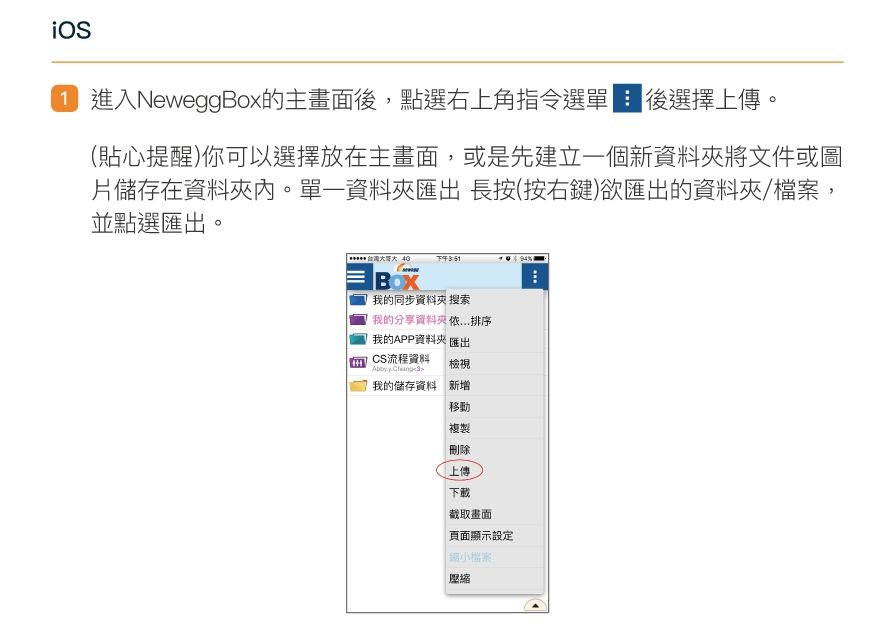 iOS
1 進入NeweggBox的主畫面後，點選右上角指令選單 後選擇上傳。
(貼心提醒)你可以選擇放在主畫面，或是先建立一個新資料夾將文件或圖
片儲存在資料夾內。單一資料夾匯出 長按(按右鍵)欲匯出的資料夾/檔案，
並點選匯出。
台灣大哥大 4G 下午3:51 94%
newegg
BOX
我的同步資料夾
我的分享資料夾
我的APP資料夾
CS流程資料
Abby.y.Chiang<3>
我的儲存資料
搜索
依...排序
匯出
檢視
新增
移動
複製
刪除
上傳
下載
截取畫面
頁面顯示設定
縮小檔案
壓縮